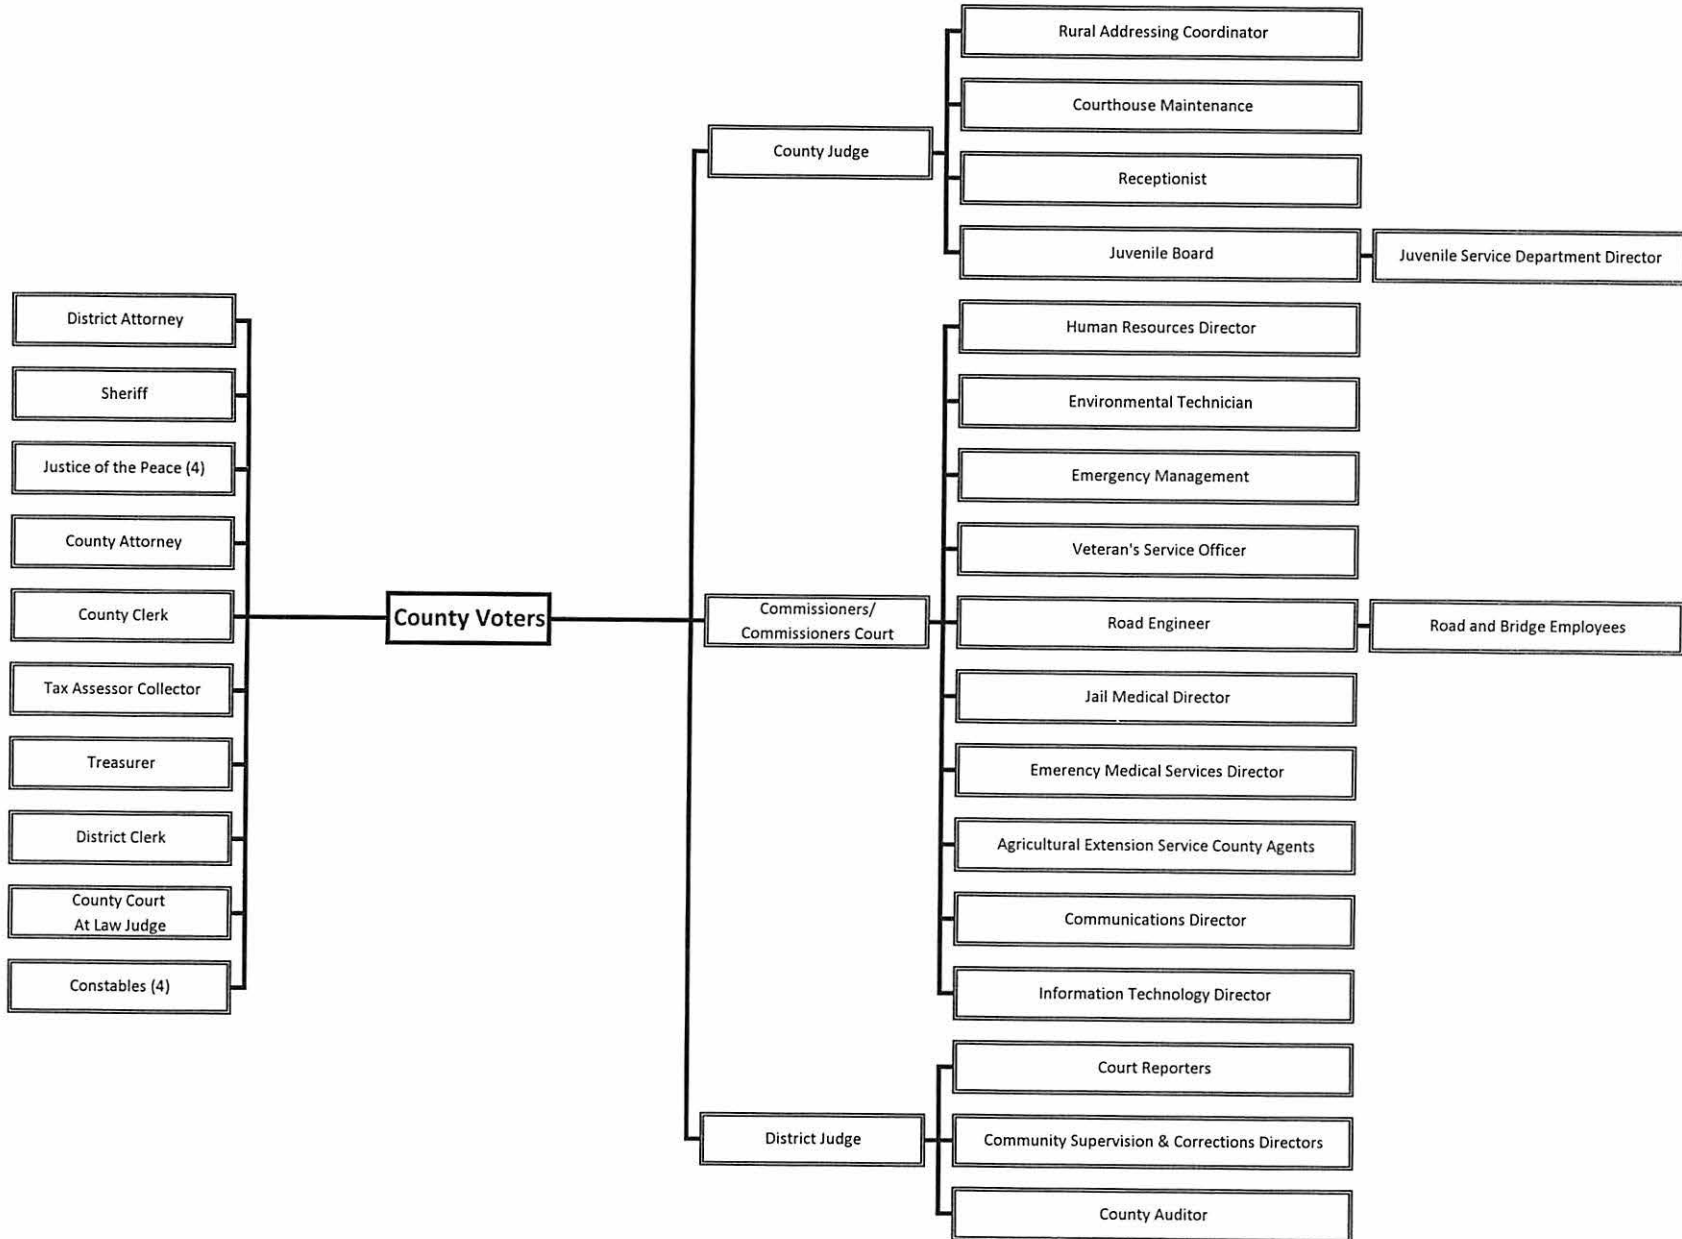 Rural Addressing Coordinator
Courthouse Maintenance
County Judge
Receptionist
Juvenile Board
Juvenile Service Department Director
District Attorney
Sheriff
Justice of the Peace (4)
County Attorney
County Clerk
Tax Assessor Collector
Treasurer
District Clerk
County Court
At Law Judge
Constables (4)
County Voters
Human Resources Director
Environmental Technician
Emergency Management
Veteran's Service Officer
Commissioners/
Commissioners Court
Road Engineer
Road and Bridge Employees
Jail Medical Director
Emerency Medical Services Director
Agricultural Extension Service County Agents
Communications Director
Information Technology Director
Court Reporters
District Judge
Community Supervision & Corrections Directors
County Auditor